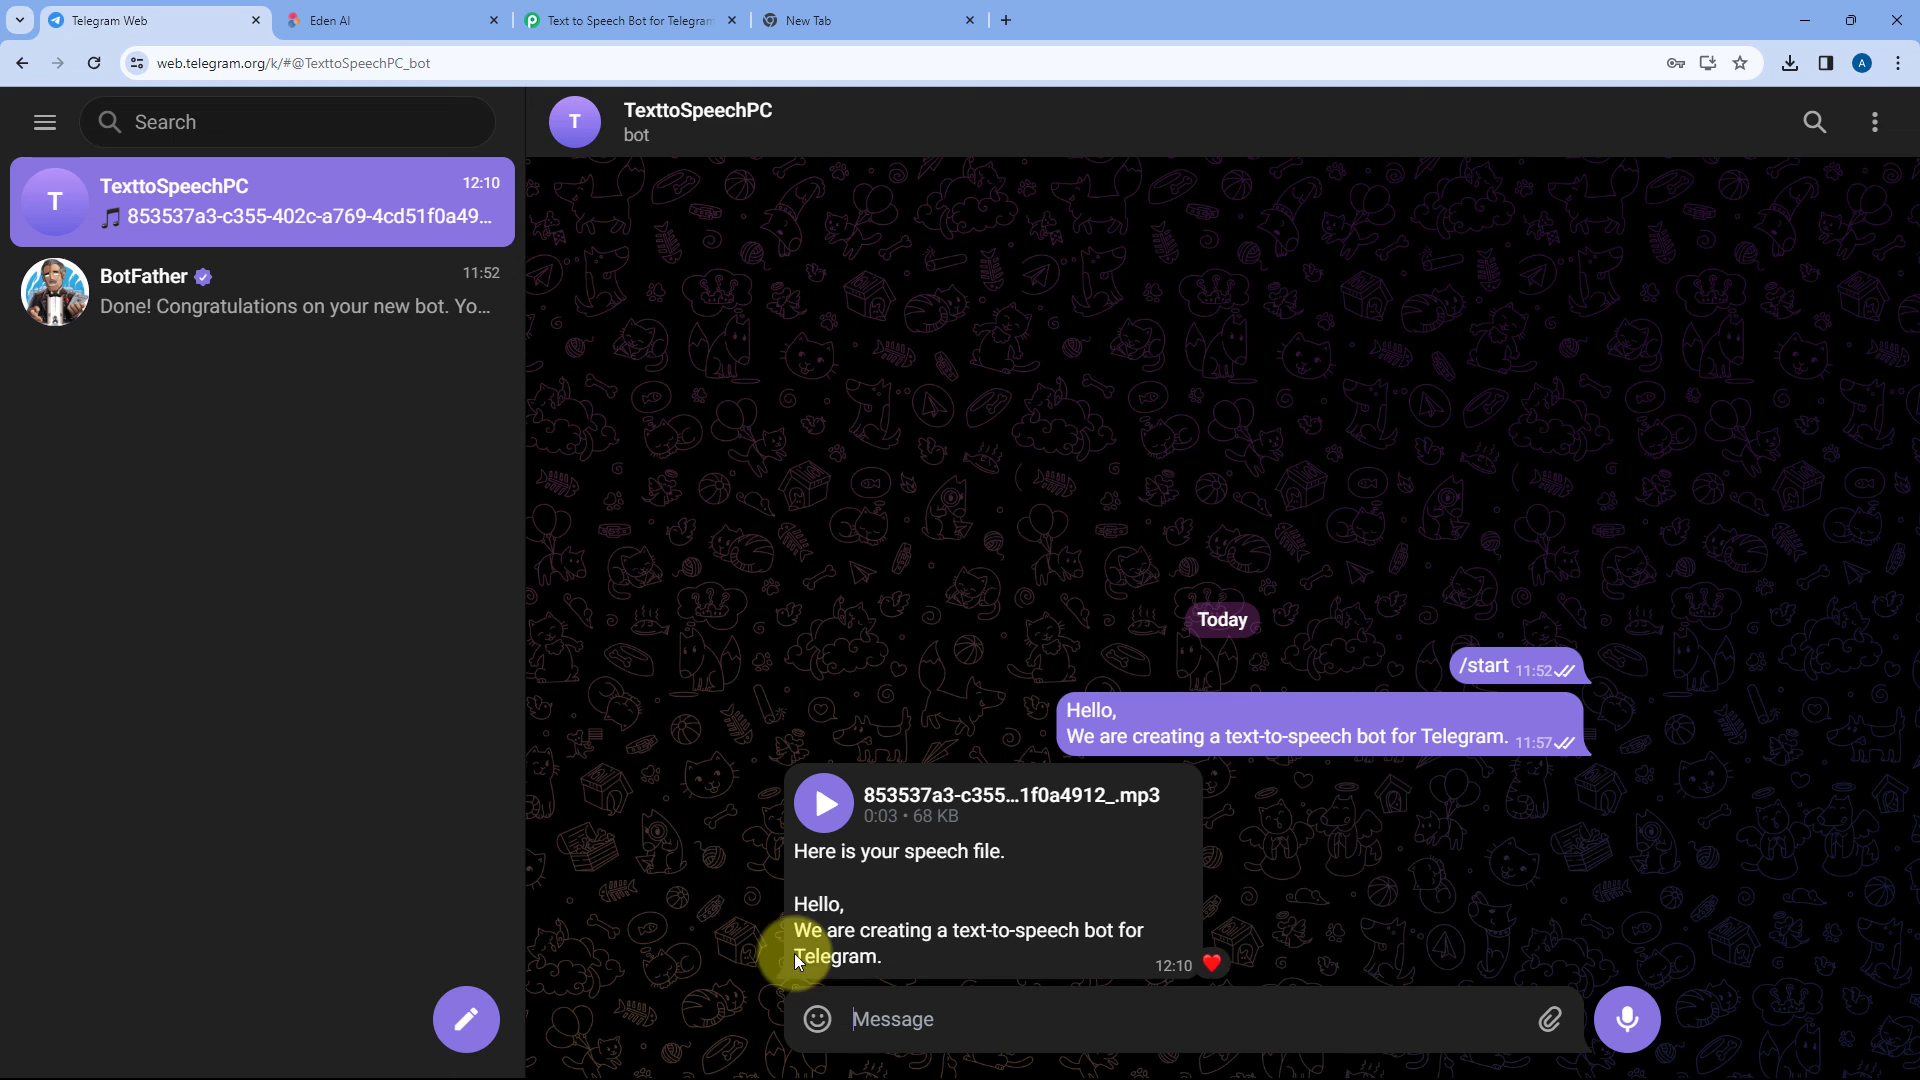 Telegram Web
Eden AI
Text to Speech Bot for Telegram
New Tab
web.telegram.org/k/#@TexttoSpeechPC_bot
A
Search
T
TexttoSpeechPC
12:10
853537a3-c355-402c-a769-4cd51f0a49...
BotFather
11:52
Done! Congratulations on your new bot. Yo...
T
TexttoSpeechPC
bot
Today
/start 11:52
Hello,
We are creating a text-to-speech bot for Telegram. 11:57
853537a3-c355...1f0a4912_.mp3
0:03 • 68 KB
Here is your speech file.
Hello,
We are creating a text-to-speech bot for
Telegram.
12:10
Message